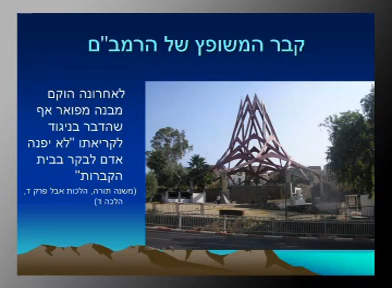 קבר המשופץ של הרמב"ם
לאחרונה הוקם
מבנה מפואר אף
שהדבר בניגוד
לקריאתו "לא יפנה
אדם לבקר בבית
הקברות"
(משנה תורה, הלכות אבל פרק ד,
הלכה ד)